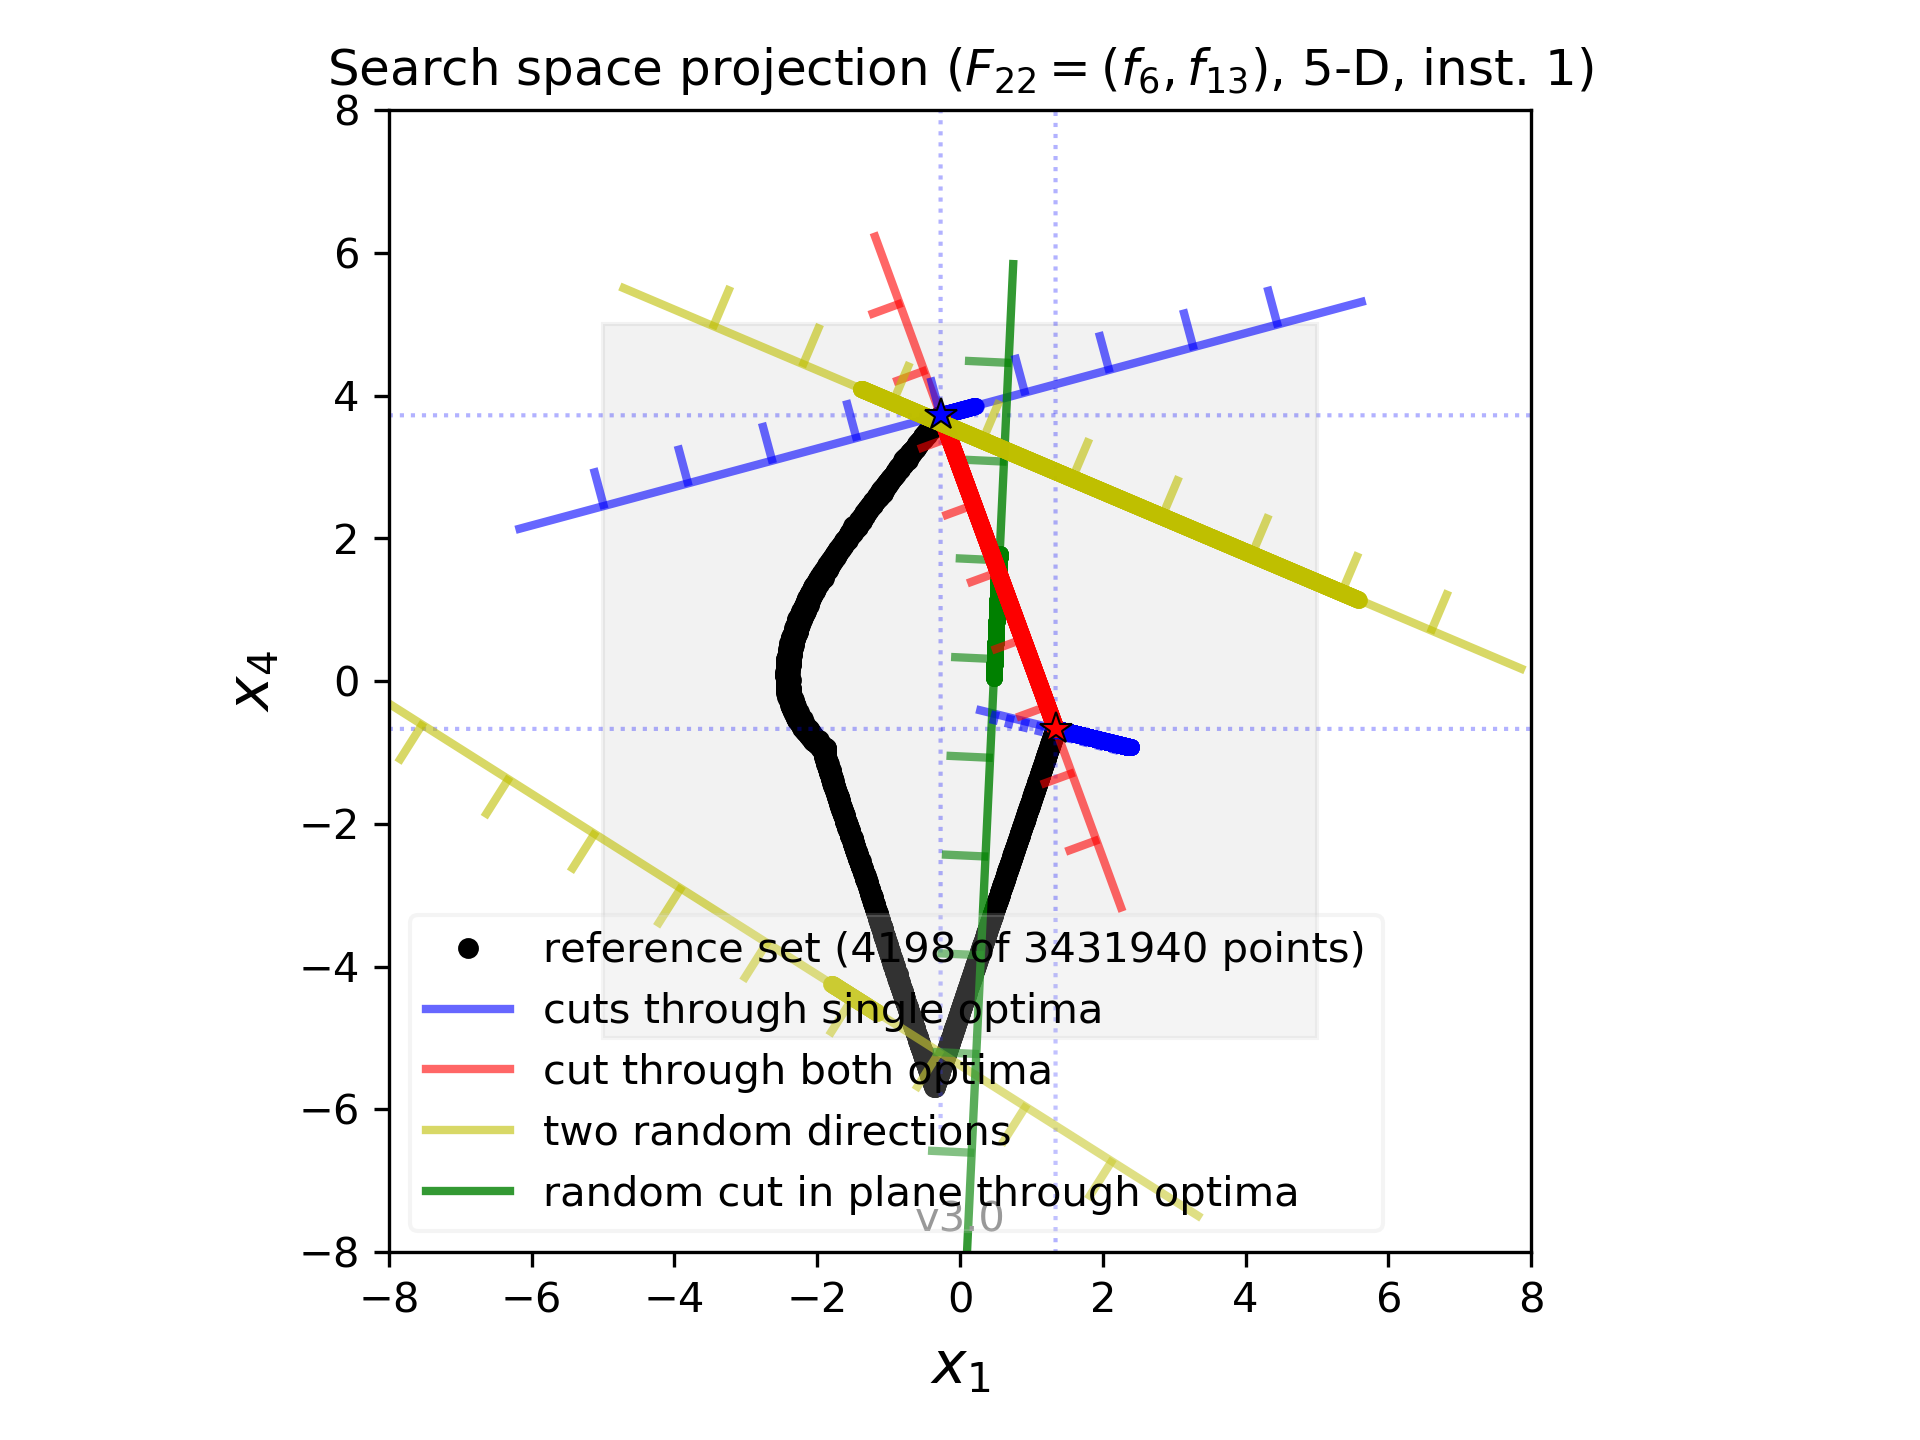 Search space projection (F₂₂ = (f₆, f₁₃), 5-D, inst. 1)
8
6
4
2
0
−2
−4
−6
−8
x₄
reference set (4198 of 3431940 points)
cuts through single optima
cut through both optima
two random directions
random cut in plane through optima
v3.0
−8 −6 −4 −2 0 2 4 6 8
x₁